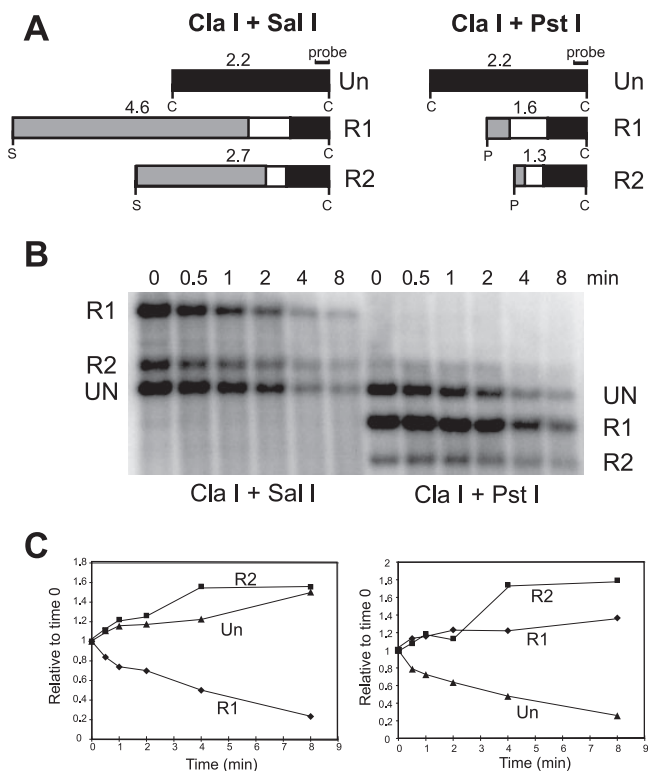 A
Cla I + Sal I
Cla I + Pst I
2.2
probe
Un
C
C
4.6
R1
S
C
2.7
R2
S
C
2.2
probe
Un
C
C
1.6
R1
P
C
1.3
R2
P
C
B
0 0.5 1 2 4 8 0 0.5 1 2 4 8 min
R1
R2
UN
UN
R1
R2
Cla I + Sal I
Cla I + Pst I
C
Relative to time 0
1.8
1.6
1.4
1.2
1
0.8
0.6
0.4
0.2
0
R2
Un
R1
0 1 2 3 4 5 6 7 8 9
Time (min)
Relative to time 0
2
1.8
1.6
1.4
1.2
1
0.8
0.6
0.4
0.2
0
R2
R1
Un
0 1 2 3 4 5 6 7 8 9
Time (min)